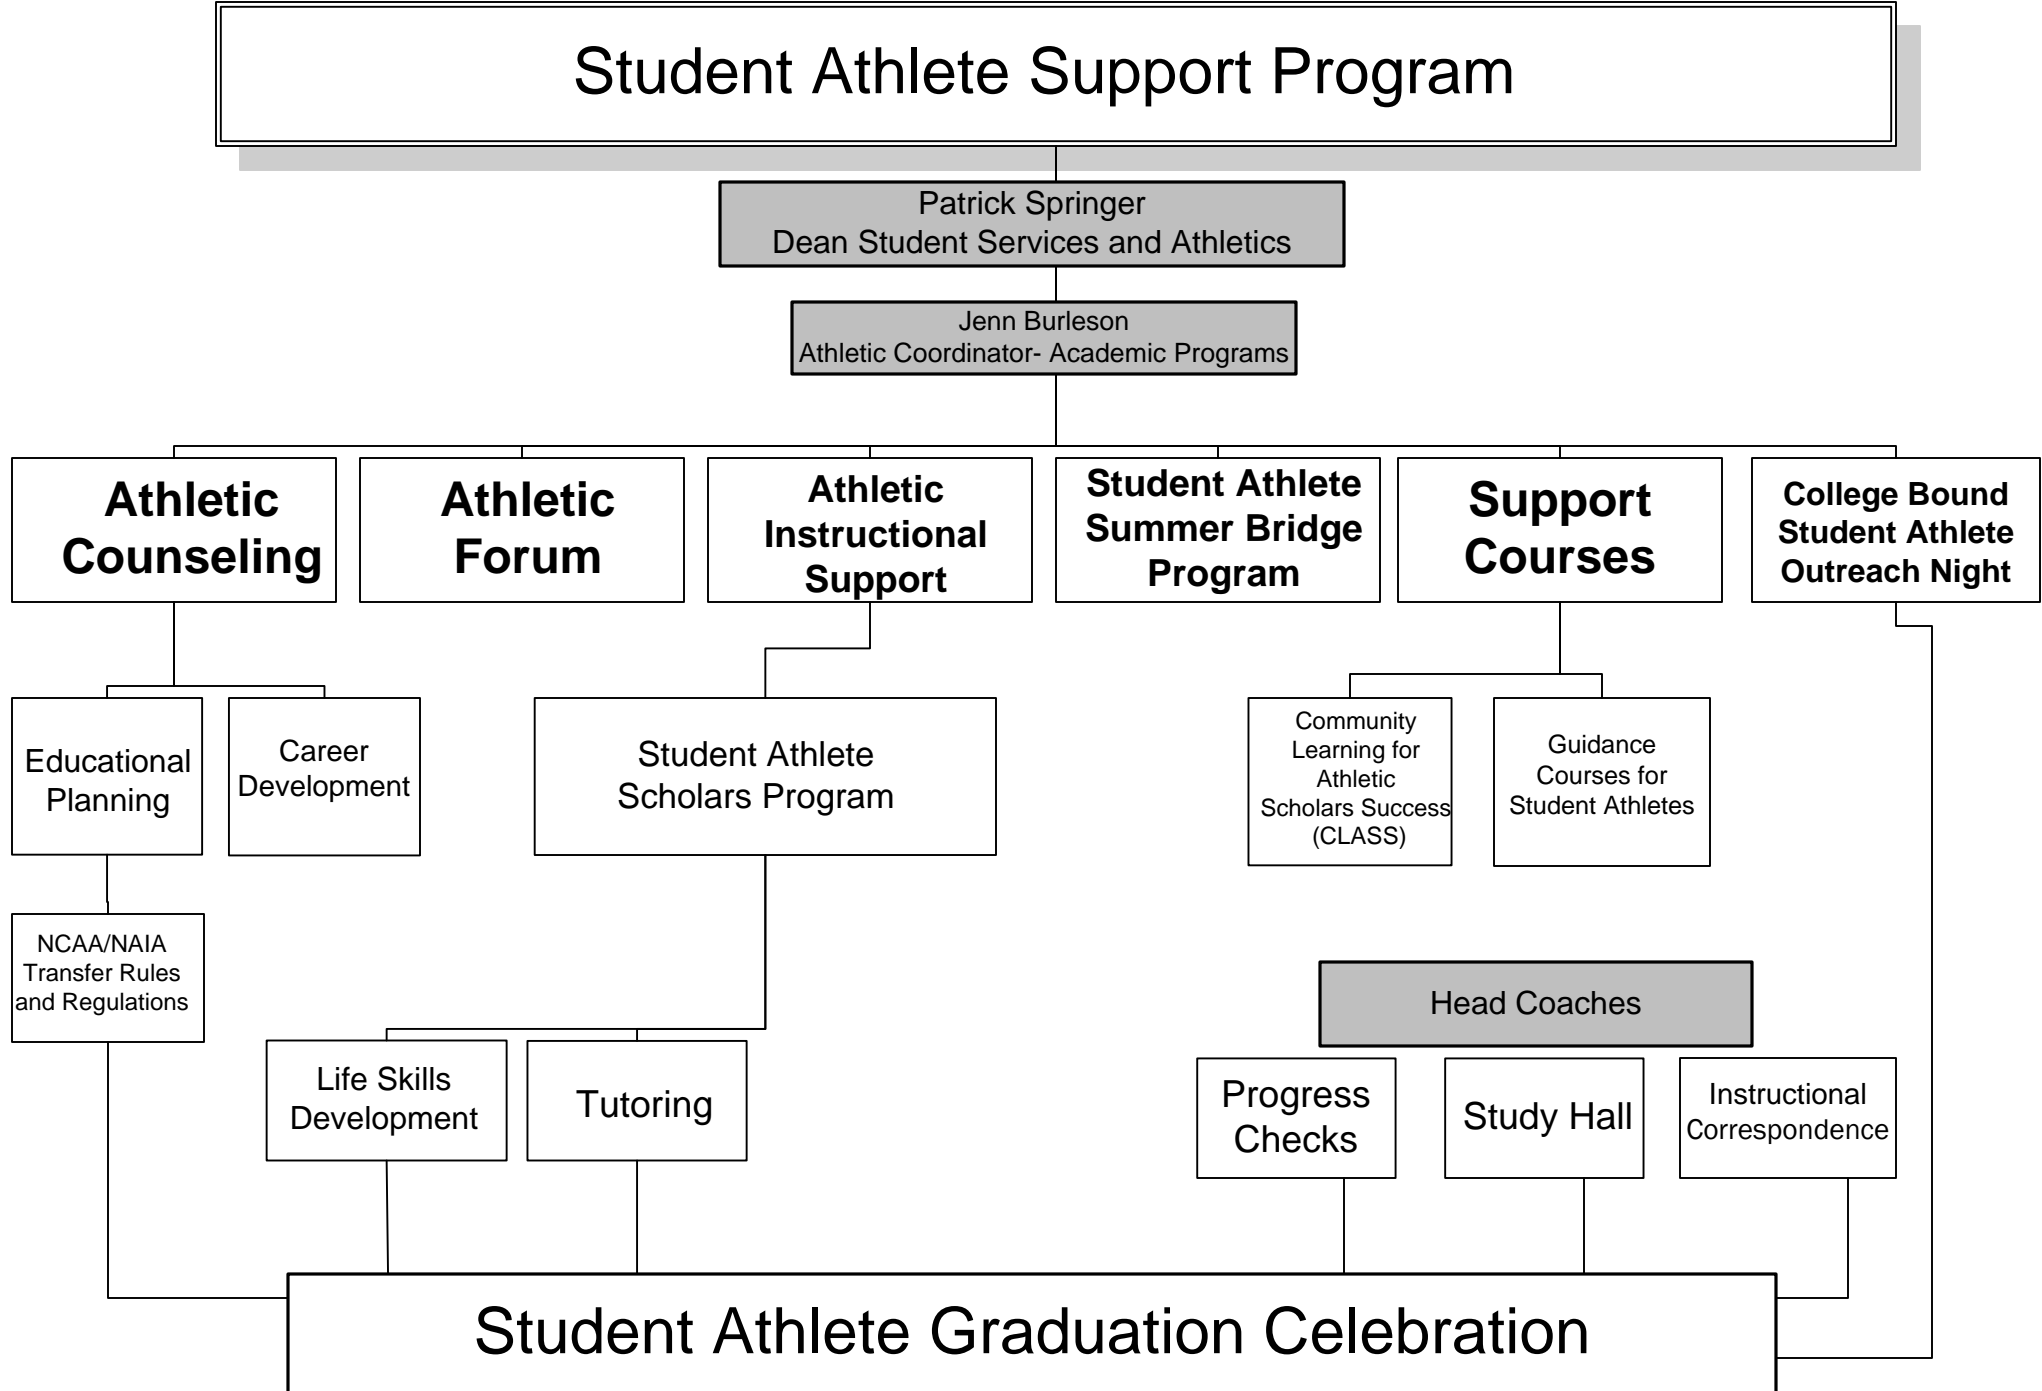 Student Athlete Support Program
Patrick Springer
Dean Student Services and Athletics
Jenn Burleson
Athletic Coordinator- Academic Programs
Athletic
Counseling
Athletic
Forum
Athletic
Instructional
Support
Student Athlete
Summer Bridge
Program
Support
Courses
College Bound
Student Athlete
Outreach Night
Educational
Planning
Career
Development
Student Athlete
Scholars Program
Community
Learning for
Athletic
Scholars Success
(CLASS)
Guidance
Courses for
Student Athletes
NCAA/NAIA
Transfer Rules
and Regulations
Head Coaches
Life Skills
Development
Tutoring
Progress
Checks
Study Hall
Instructional
Correspondence
Student Athlete Graduation Celebration